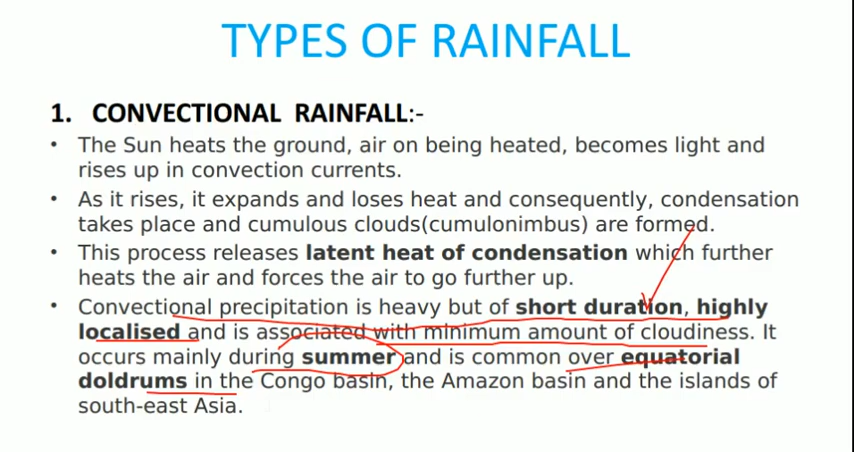 TYPES OF RAINFALL
1. CONVECTIONAL RAINFALL:-
• The Sun heats the ground, air on being heated, becomes light and
rises up in convection currents.
• As it rises, it expands and loses heat and consequently, condensation
takes place and cumulous clouds(cumulonimbus) are formed.
• This process releases latent heat of condensation which further
heats the air and forces the air to go further up.
• Convectional precipitation is heavy but of short duration, highly
localised and is associated with minimum amount of cloudiness. It
occurs mainly during summer and is common over equatorial
doldrums in the Congo basin, the Amazon basin and the islands of
south-east Asia.